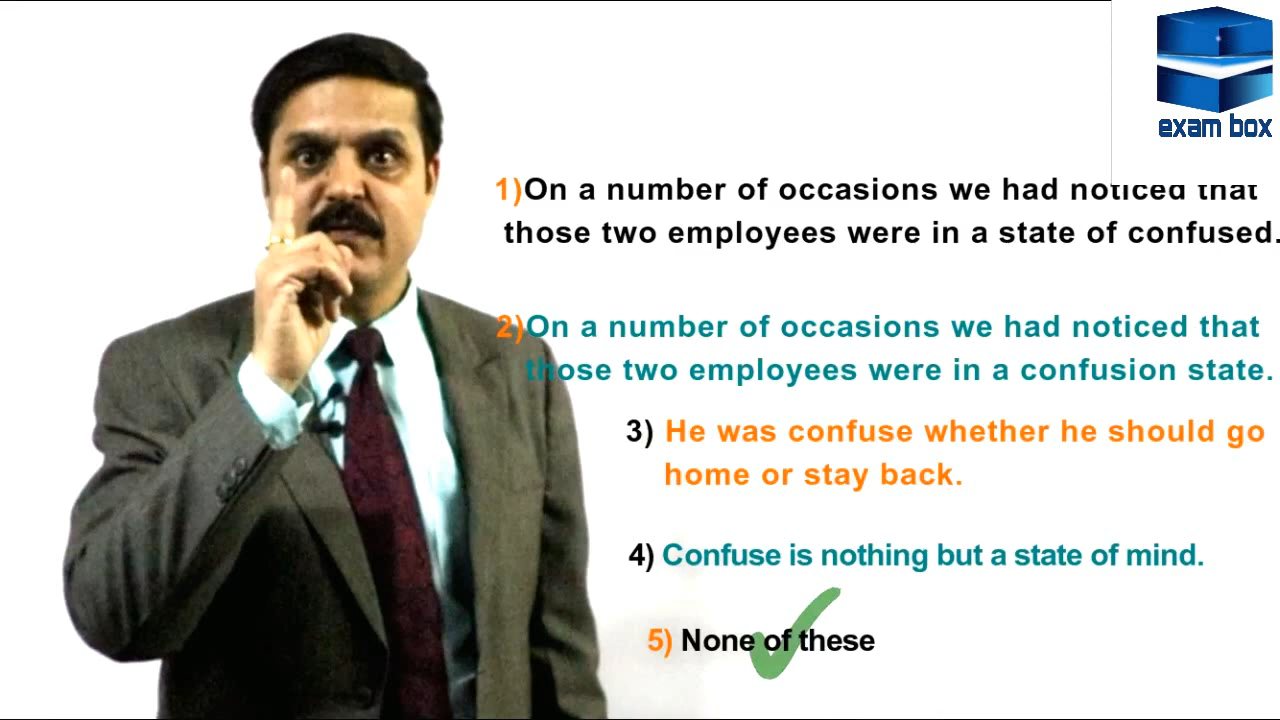 exam box
1)On a number of occasions we had noticed that
those two employees were in a state of confused.
2)On a number of occasions we had noticed that
those two employees were in a confusion state.
3) He was confuse whether he should go
home or stay back.
4) Confuse is nothing but a state of mind.
5) None of these